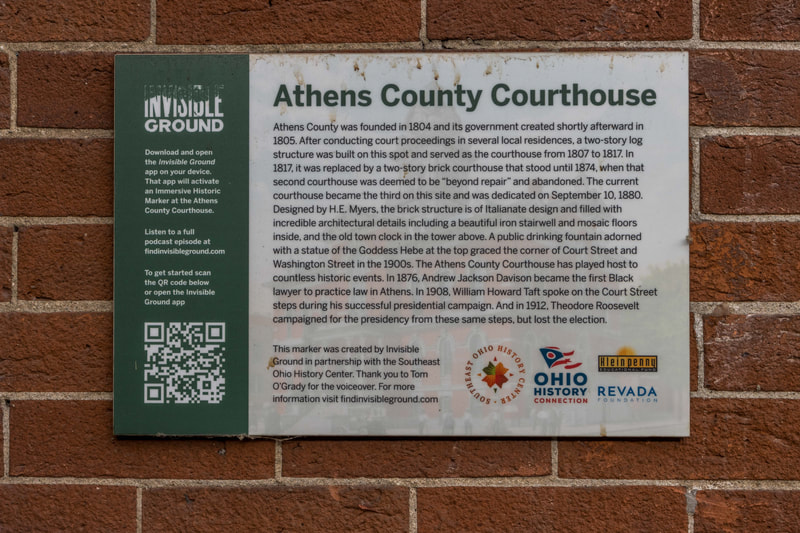 INVISIBLE
GROUND
Download and open
the Invisible Ground
app on your device.
That app will activate
an Immersive Historic
Marker at the Athens
County Courthouse.
Listen to a full
podcast episode at
findinvisibleground.com
To get started scan
the QR code below
or open the Invisible
Ground app
Athens County Courthouse
Athens County was founded in 1804 and its government created shortly afterward in
1805. After conducting court proceedings in several local residences, a two-story log
structure was built on this spot and served as the courthouse from 1807 to 1817. In
1817, it was replaced by a two-story brick courthouse that stood until 1874, when that
second courthouse was deemed to be “beyond repair” and abandoned. The current
courthouse became the third on this site and was dedicated on September 10, 1880.
Designed by H.E. Myers, the brick structure is of Italianate design and filled with
incredible architectural details including a beautiful iron stairwell and mosaic floors
inside, and the old town clock in the tower above. A public drinking fountain adorned
with a statue of the Goddess Hebe at the top graced the corner of Court Street and
Washington Street in the 1900s. The Athens County Courthouse has played host to
countless historic events. In 1876, Andrew Jackson Davison became the first Black
lawyer to practice law in Athens. In 1908, William Howard Taft spoke on the Court Street
steps during his successful presidential campaign. And in 1912, Theodore Roosevelt
campaigned for the presidency from these same steps, but lost the election.
This marker was created by Invisible
Ground in partnership with the Southeast
Ohio History Center. Thank you to Tom
O'Grady for the voiceover. For more
information visit findinvisibleground.com
SOUTHEAST OHIO HISTORY CENTER
OHIO
HISTORY
CONNECTION
Kleinpenny
REVADA
FOUNDATION